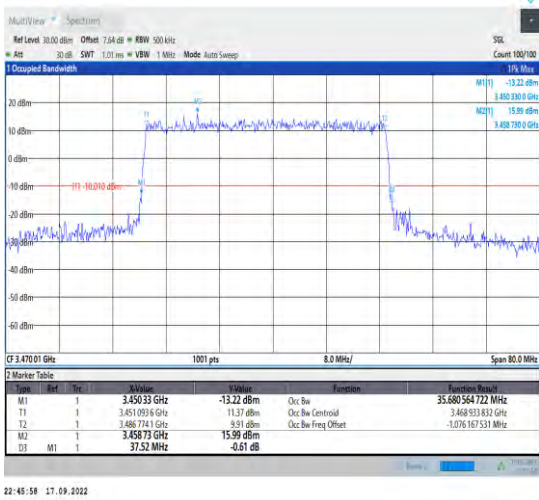 MultiView Spectrum
Ref Level 30.00 dBm Offset 7.64 dB RBW 500 kHz SGL
Att 30 dB SWT 1.01 ms VBW 1 MHz Mode Auto Sweep Count 100/100
1 Occupied Bandwidth 1Pk Max
M1[1] -13.22 dBm
3.450 330 0 GHz
M2[1] 15.99 dBm
3.458 730 0 GHz
20 dBm
T1
M2
T2
10 dBm
0 dBm
-10 dBm
H1 -10.010 dBm
M1
-20 dBm
-30 dBm
-40 dBm
-50 dBm
-60 dBm
CF 3.470 01 GHz 1001 pts 8.0 MHz/ Span 80.0 MHz
2 Marker Table
Type Ref Trc X-Value Y-Value Function Function Result
M1 1 3.450 33 GHz -13.22 dBm Occ Bw 35.680 564 722 MHz
T1 1 3.451 093 6 GHz 11.37 dBm Occ Bw Centroid 3.468 933 832 GHz
T2 1 3.486 774 1 GHz 9.91 dBm Occ Bw Freq Offset -1.076 167 531 MHz
M2 1 3.458 73 GHz 15.99 dBm
D3 M1 1 37.52 MHz -0.61 dB
22:45:58 17.09.2022